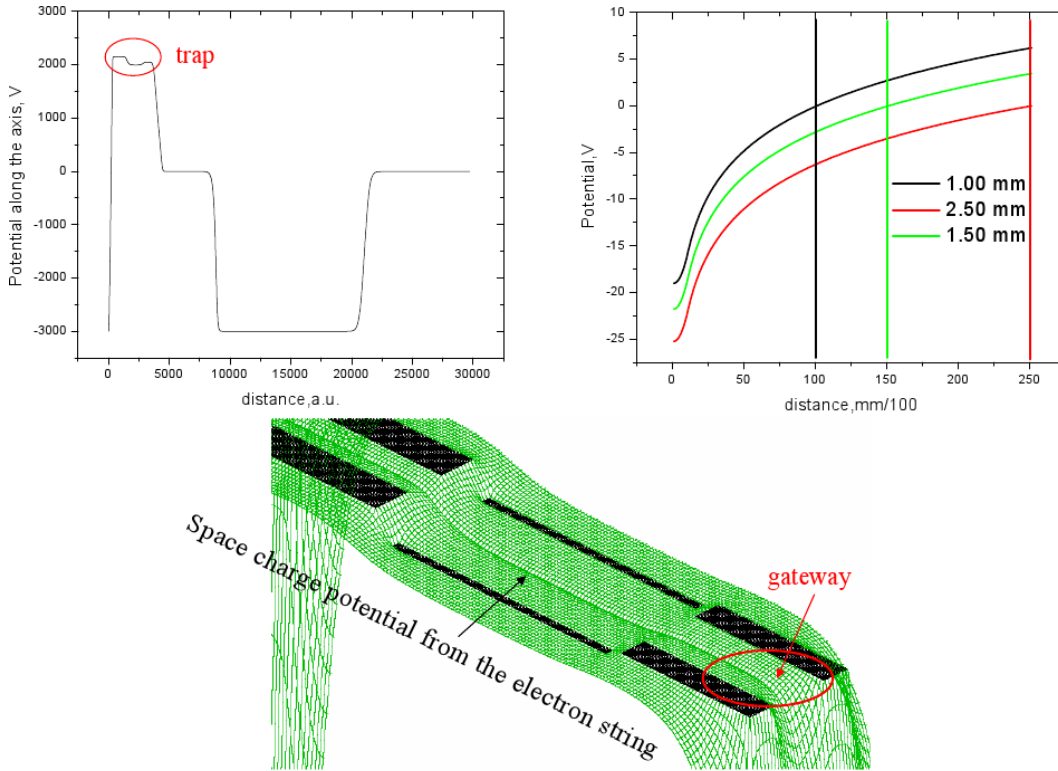 3000
2000
1000
0
-1000
-2000
-3000
Potential along the axis, V
trap
0
5000
10000
15000
20000
25000
30000
distance,a.u.
10
5
0
-5
-10
-15
-20
-25
Potential,V
1.00 mm
2.50 mm
1.50 mm
0
50
100
150
200
250
distance,mm/100
Space charge potential from the electron string
gateway